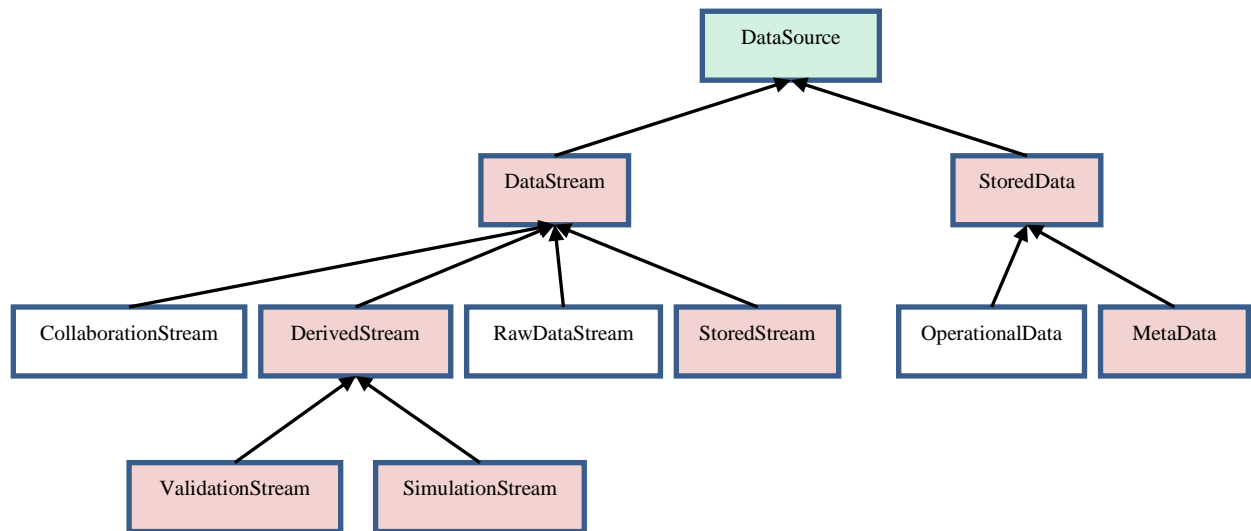 DataSource
DataStream
StoredData
CollaborationStream
DerivedStream
RawDataStream
StoredStream
OperationalData
MetaData
ValidationStream
SimulationStream